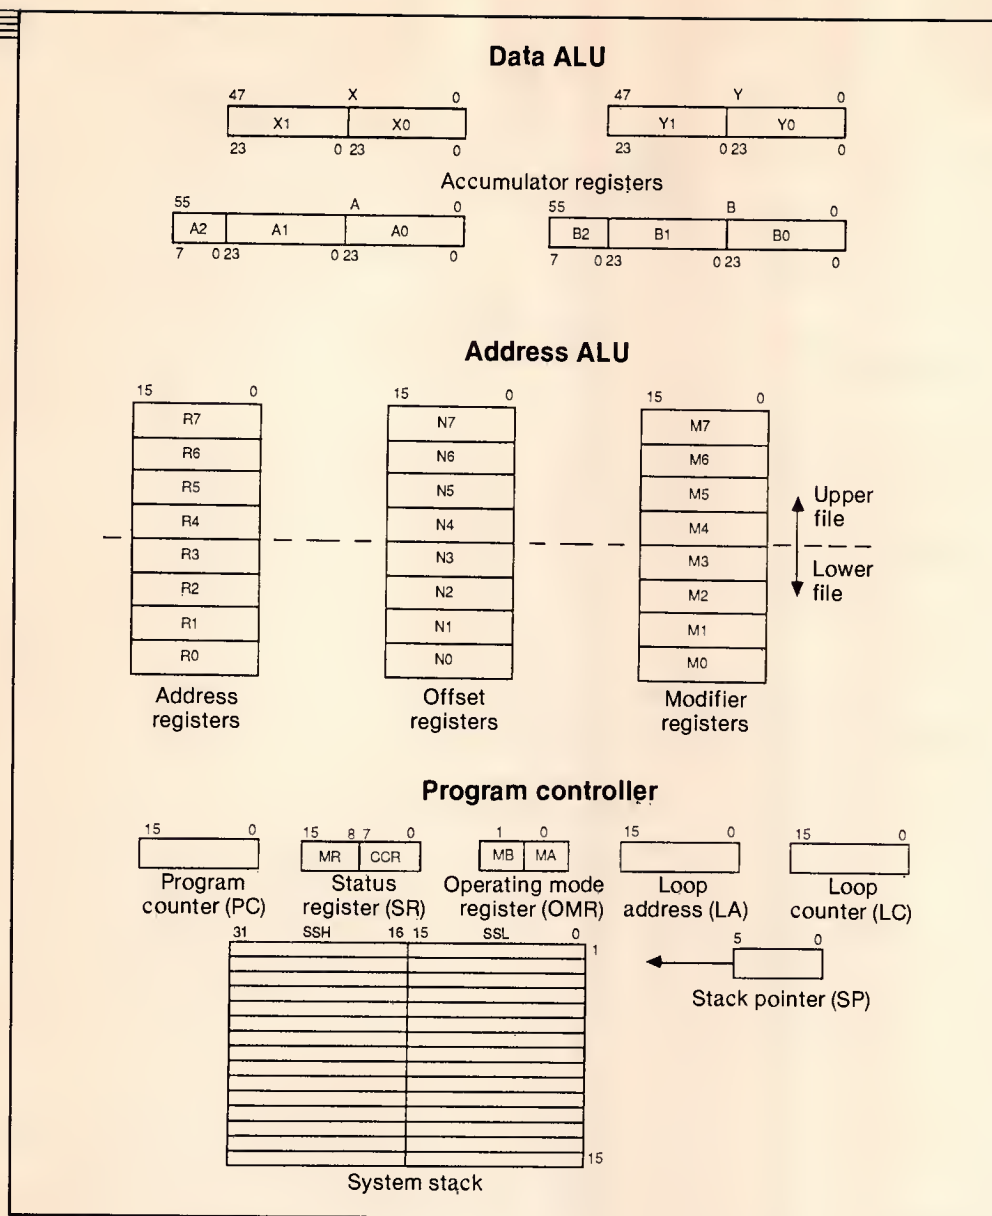 Data ALU
47 X 0
X1 X0
23 0 23 0
47 Y 0
Y1 Y0
23 0 23 0
Accumulator registers
55 A 0
A2 A1 A0
7 0 23 0 23 0
55 B 0
B2 B1 B0
7 0 23 0 23 0
Address ALU
15 0
R7
R6
R5
R4
R3
R2
R1
R0
Address
registers
15 0
N7
N6
N5
N4
N3
N2
N1
N0
Offset
registers
15 0
M7
M6
M5
M4
M3
M2
M1
M0
Modifier
registers
Upper
file
Lower
file
Program controller
15 0
Program
counter (PC)
15 8 7 0
MR CCR
Status
register (SR)
1 0
MB MA
Operating mode
register (OMR)
15 0
Loop
address (LA)
15 0
Loop
counter (LC)
31 SSH 16 15 SSL 0
1
15
System stack
5 0
Stack pointer (SP)